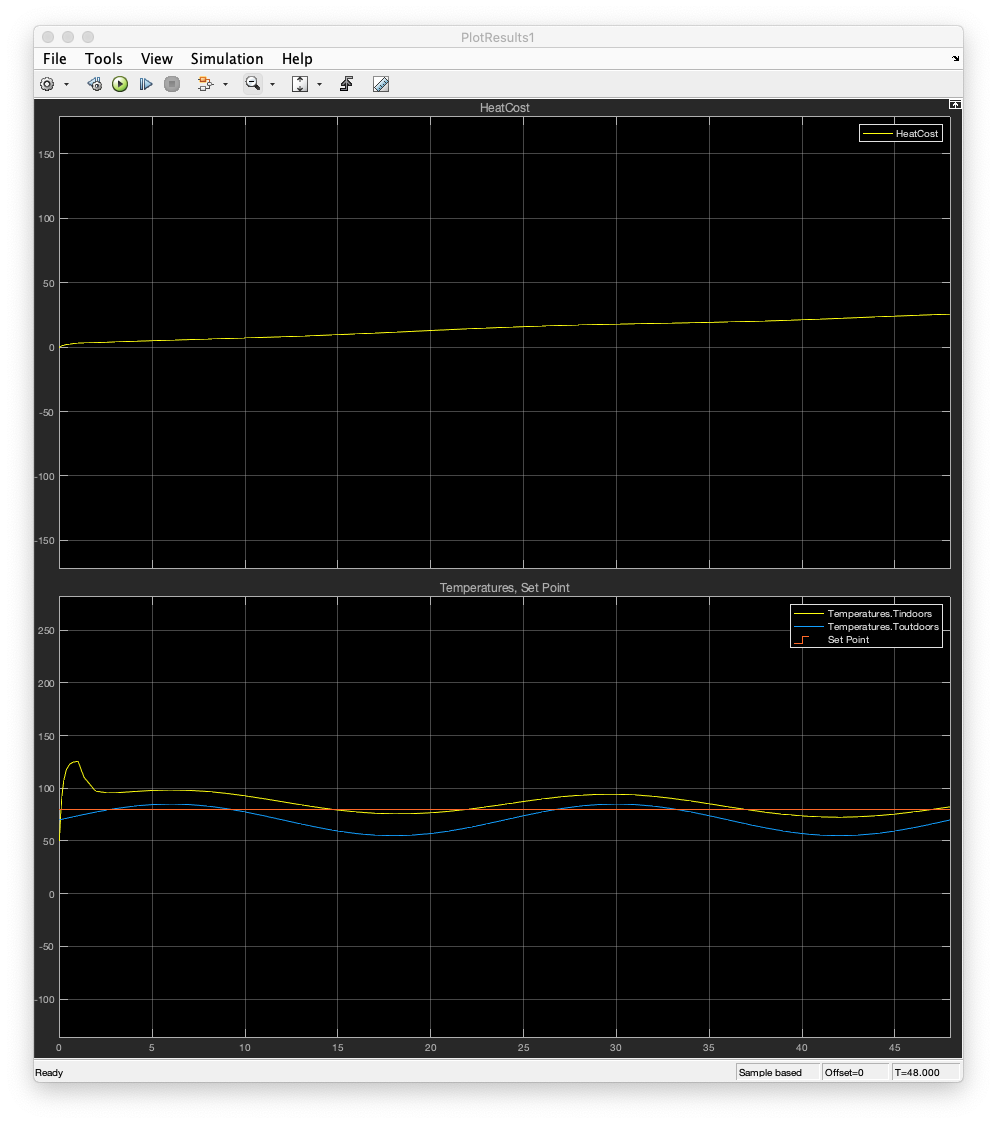 PlotResults1
File Tools View Simulation Help
HeatCost
HeatCost
150
100
50
0
-50
-100
-150
Temperatures, Set Point
Temperatures.Tindoors
Temperatures.Toutdoors
Set Point
250
200
150
100
50
0
-50
-100
0 5 10 15 20 25 30 35 40 45
Ready Sample based Offset=0 T=48.000